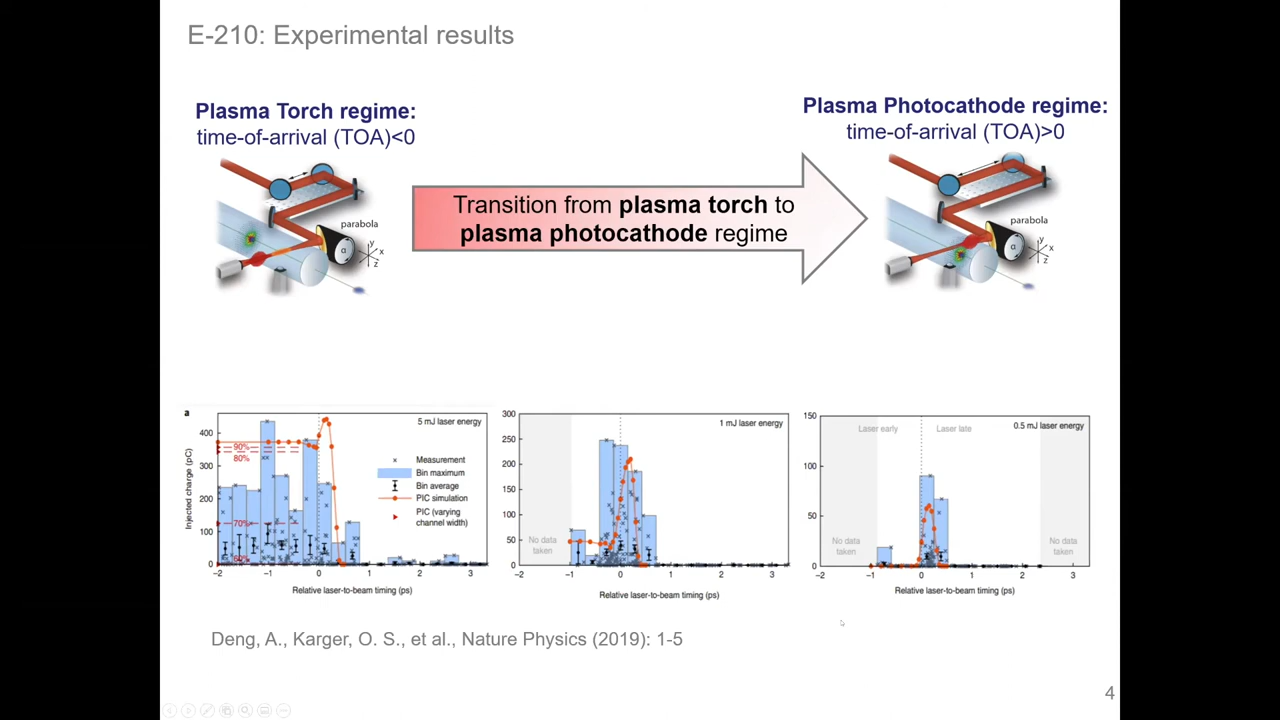 E-210: Experimental results
Plasma Torch regime:
time-of-arrival (TOA)<0
Plasma Photocathode regime:
time-of-arrival (TOA)>0
parabola
α
y
x
z
Transition from plasma torch to
plasma photocathode regime
parabola
α
y
x
z
a
5 mJ laser energy
Injected charge (pC)
400
300
200
100
0
90%
80%
70%
60%
Measurement
Bin maximum
Bin average
PIC simulation
PIC (varying
channel width)
−2 −1 0 1 2 3
Relative laser-to-beam timing (ps)
1 mJ laser energy
300
250
200
150
100
50
0
No data
taken
−2 −1 0 1 2 3
Relative laser-to-beam timing (ps)
0.5 mJ laser energy
Laser early Laser late
150
100
50
0
No data
taken
No data
taken
−2 −1 0 1 2 3
Relative laser-to-beam timing (ps)
Deng, A., Karger, O. S., et al., Nature Physics (2019): 1-5
4